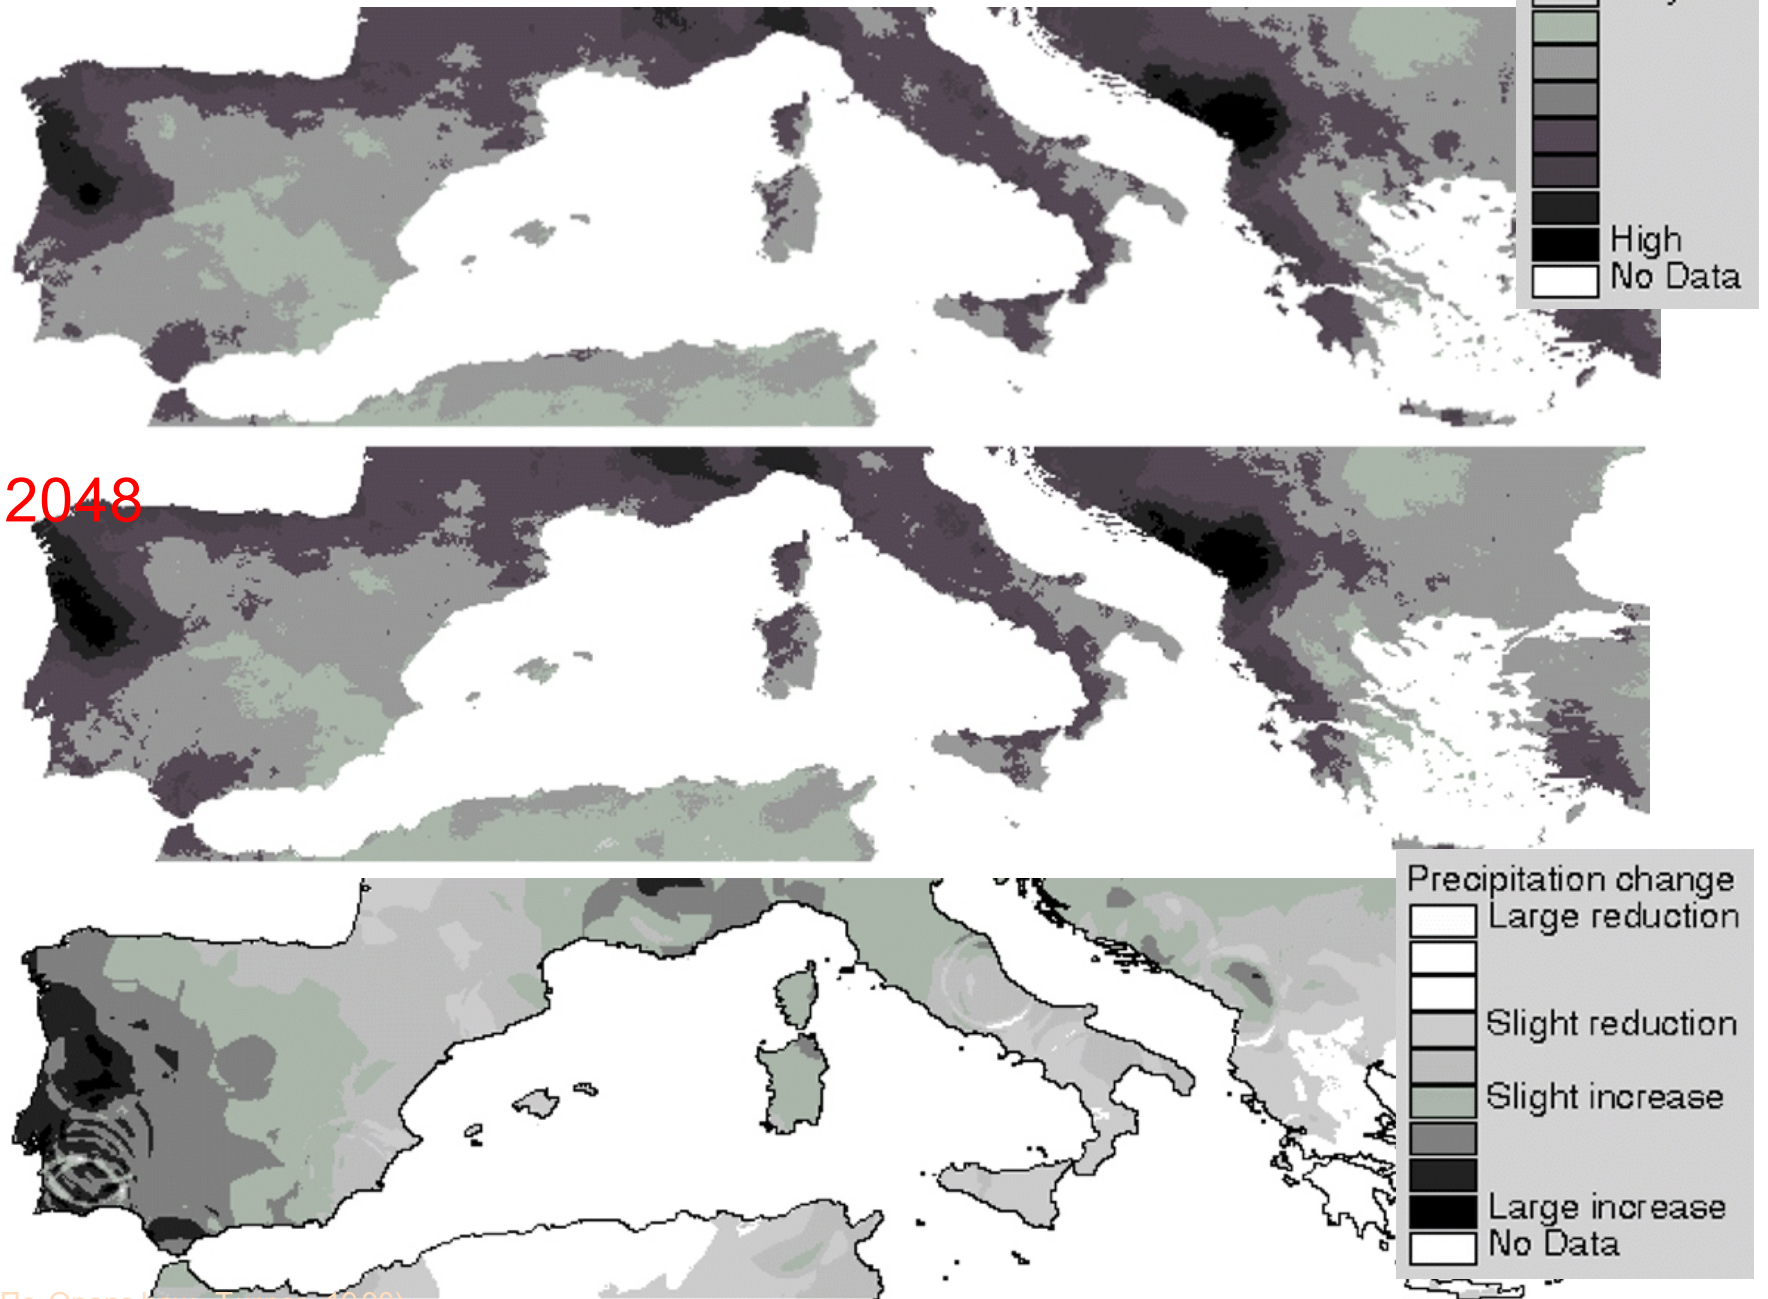 High
No Data
2048
Precipitation change
Large reduction
Slight reduction
Slight increase
Large increase
No Data